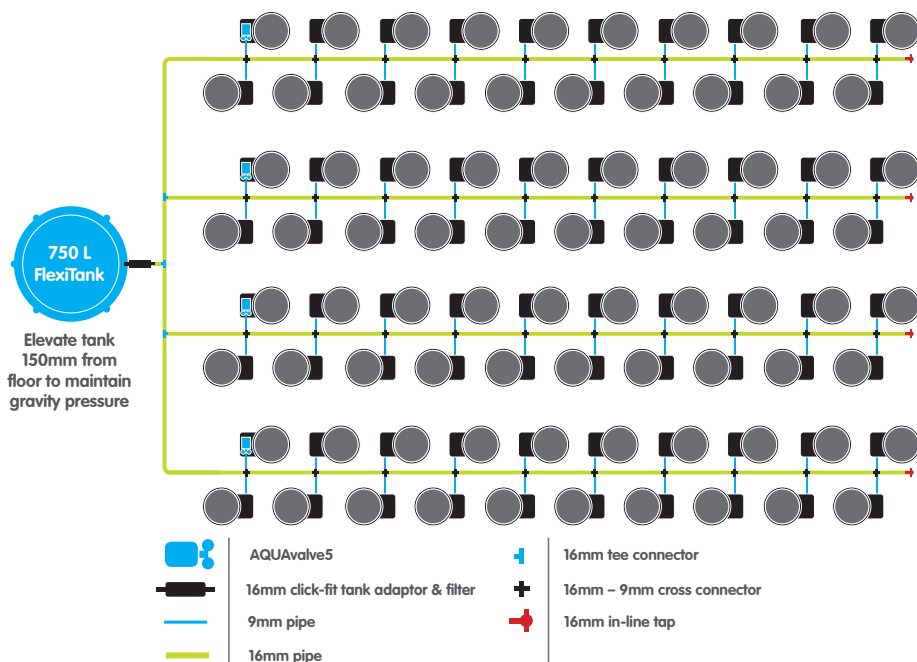 750 L
FlexiTank
Elevate tank
150mm from
floor to maintain
gravity pressure
AQUAvalve5
16mm click-fit tank adaptor & filter
9mm pipe
16mm pipe
16mm tee connector
16mm – 9mm cross connector
16mm in-line tap